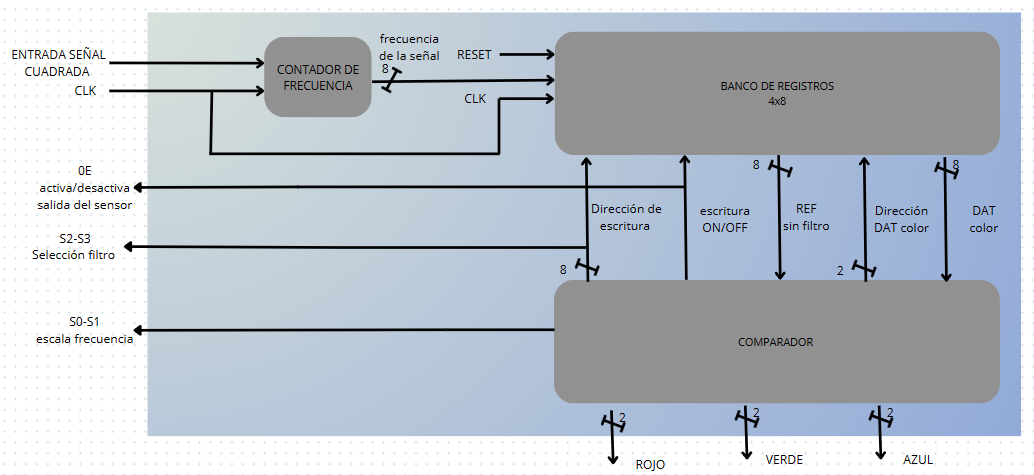 ENTRADA SEÑAL
CUADRADA
CLK
CONTADOR DE
FRECUENCIA
frecuencia
de la señal
8
RESET
CLK
BANCO DE REGISTROS
4x8
0E
activa/desactiva
salida del sensor
S2-S3
Selección filtro
S0-S1
escala frecuencia
Dirección de
escritura
8
escritura
ON/OFF
8
REF
sin filtro
Dirección
DAT color
2
8
DAT
color
COMPARADOR
2
ROJO
2
VERDE
2
AZUL